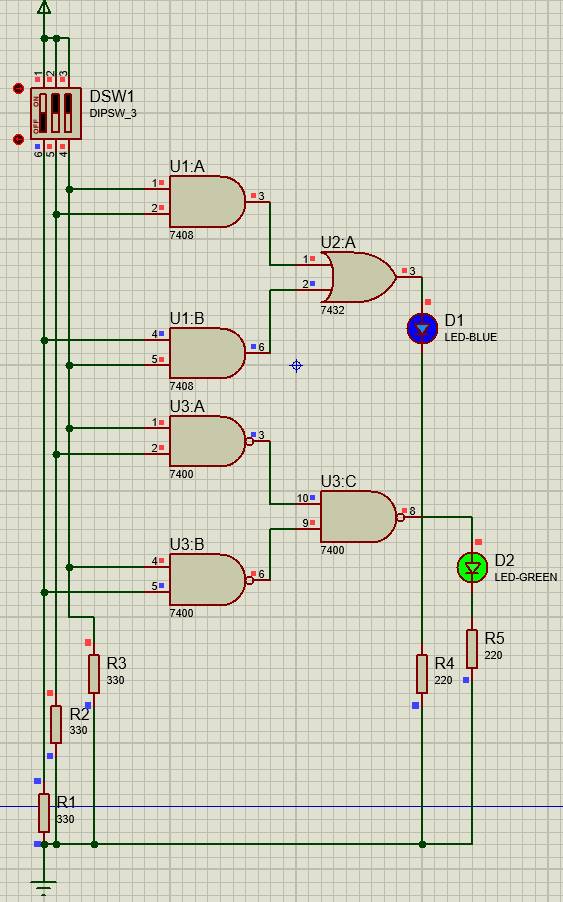 1 2 3
DSW1
DIPSW_3
ON
OFF
6 5 4
U1:A
1
2
3
7408
U2:A
1
2
3
7432
D1
LED-BLUE
U1:B
4
5
6
7408
U3:A
1
2
3
7400
U3:C
10
9
8
7400
U3:B
4
5
6
7400
D2
LED-GREEN
R5
220
R4
220
R3
330
R2
330
R1
330